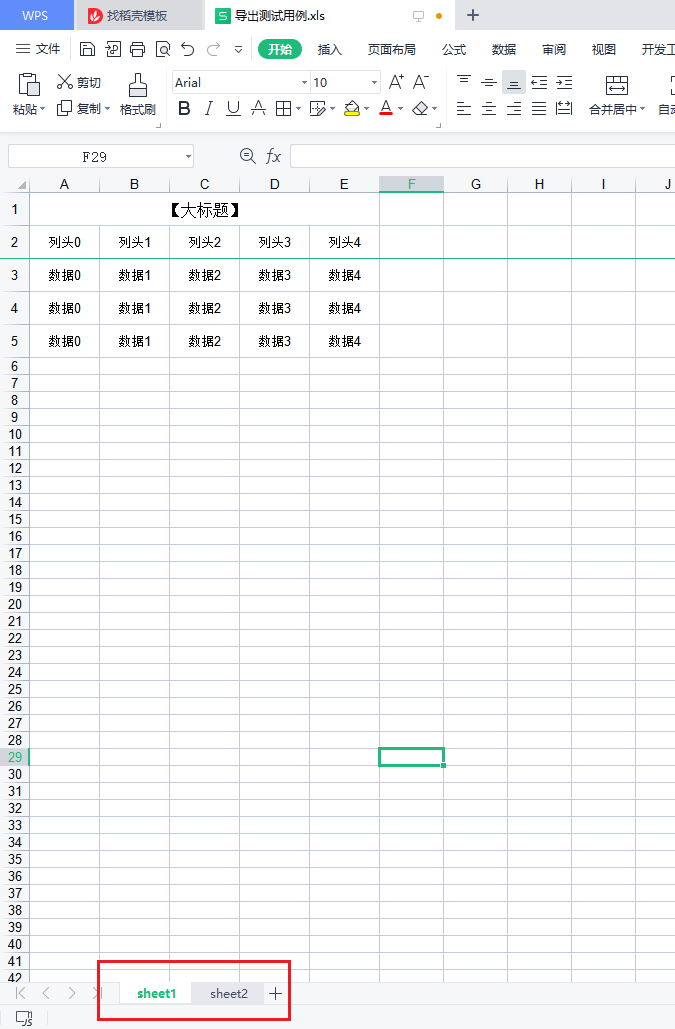 WPS 找稻壳模板 导出测试用例.xls
文件 开始 插入 页面布局 公式 数据 审阅 视图 开发工
剪切 Arial 10 A+ A-
粘贴 复制 格式刷 B I U A A 合并居中 自动
F29 fx
A B C D E F G H I J
1 【大标题】
2 列头0 列头1 列头2 列头3 列头4
3 数据0 数据1 数据2 数据3 数据4
4 数据0 数据1 数据2 数据3 数据4
5 数据0 数据1 数据2 数据3 数据4
6
7
8
9
10
11
12
13
14
15
16
17
18
19
20
21
22
23
24
25
26
27
28
29
30
31
32
33
34
35
36
37
38
39
40
41
42
sheet1 sheet2
JS